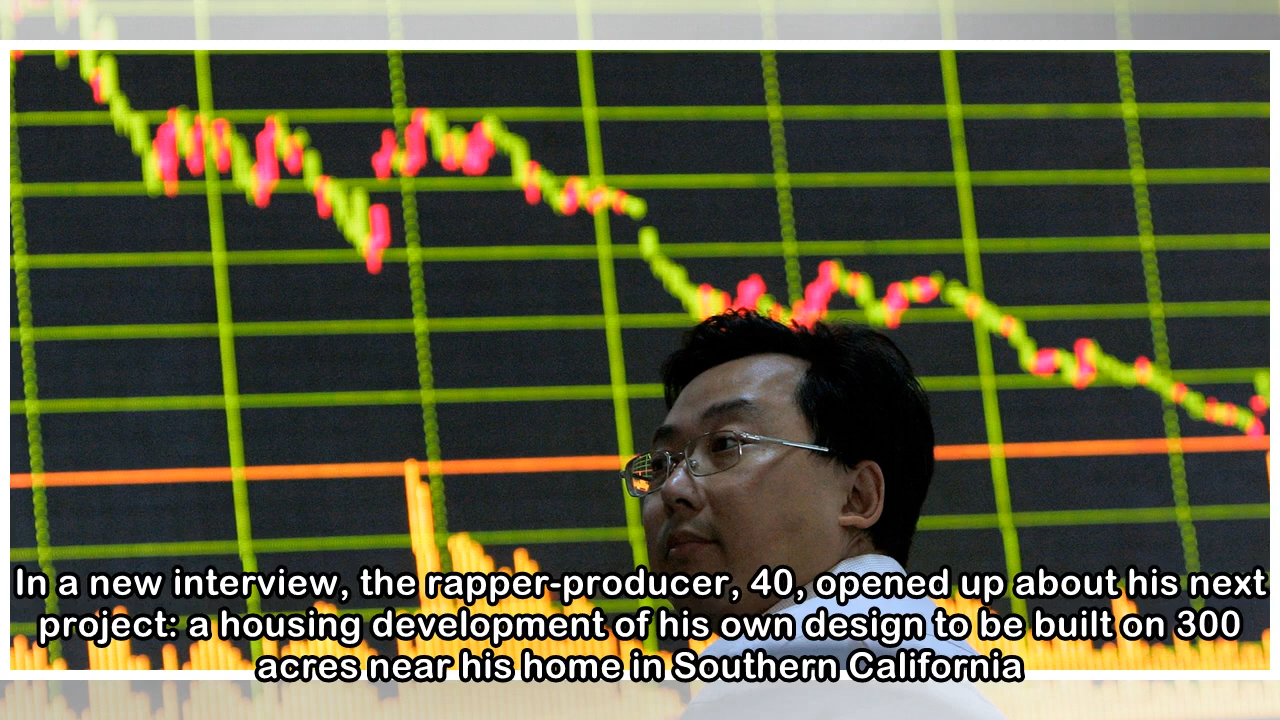 In a new interview, the rapper-producer, 40, opened up about his next
project: a housing development of his own design to be built on 300
acres near his home in Southern California